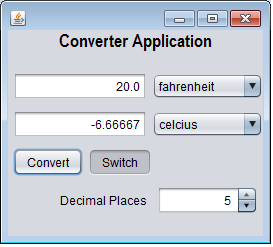 Converter Application
20.0 fahrenheit
-6.66667 celcius
Convert Switch
Decimal Places 5